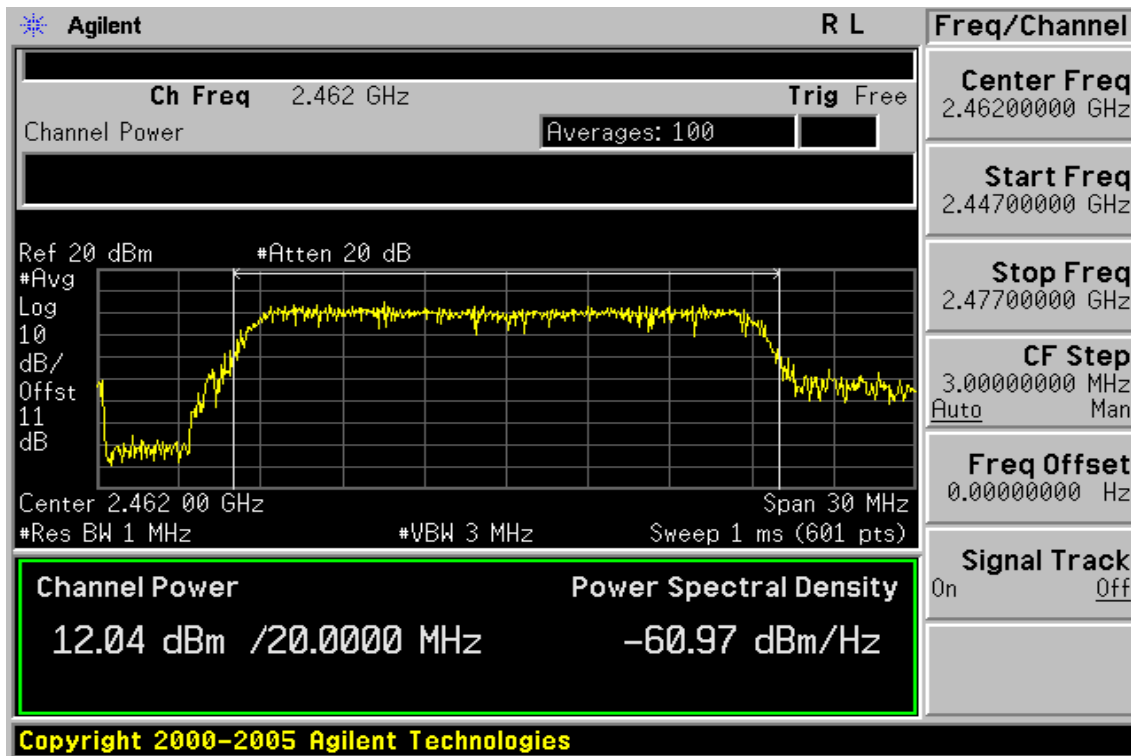 Agilent
R L
Freq/Channel
Ch Freq 2.462 GHz
Trig Free
Channel Power
Averages: 100
Ref 20 dBm
#Atten 20 dB
#Avg
Log
10
dB/
Offst
11
dB
Center 2.462 00 GHz
Span 30 MHz
#Res BW 1 MHz
#VBW 3 MHz
Sweep 1 ms (601 pts)
Channel Power
Power Spectral Density
12.04 dBm /20.0000 MHz
-60.97 dBm/Hz
Copyright 2000-2005 Agilent Technologies
Center Freq
2.46200000 GHz
Start Freq
2.44700000 GHz
Stop Freq
2.47700000 GHz
CF Step
3.00000000 MHz
Auto Man
Freq Offset
0.00000000 Hz
Signal Track
On Off